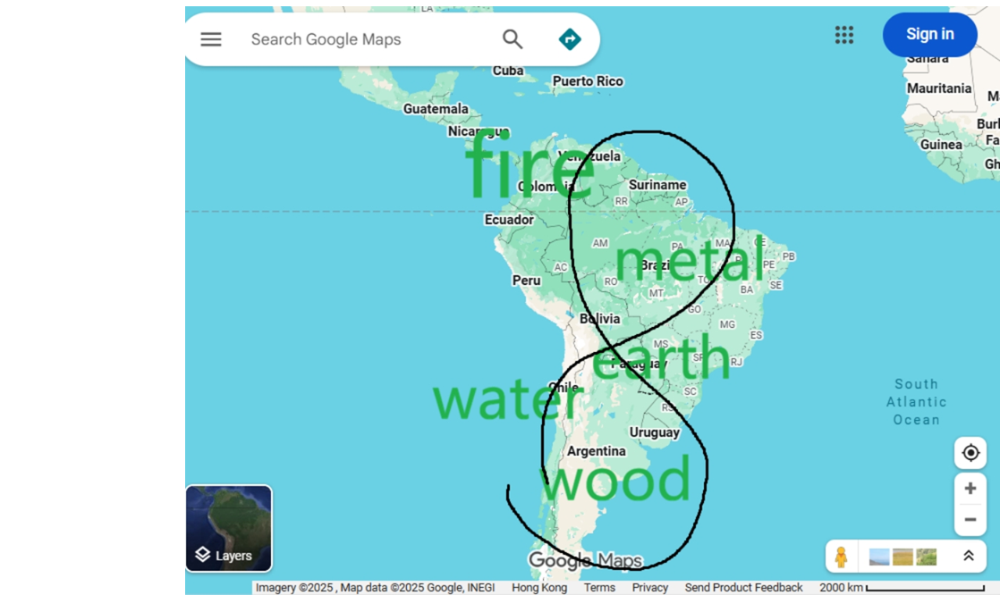 LA
Search Google Maps
Sign in
Cuba
Puerto Rico
Sahara
Mauritania
Guatemala
Nicaragua
Guinea
fire
Venezuela
Colombia
Suriname
RR
AP
Ecuador
AM
PA
MA
CE
metal
Brazil
PB
PE
AC
RO
TO
SE
Peru
MT
BA
GO
Bolivia
MG
ES
MS
earth
Paraguay
SP
RJ
water
Chile
SC
RS
South
Atlantic
Ocean
Uruguay
Argentina
wood
Layers
Google Maps
Imagery ©2025 , Map data ©2025 Google, INEGI Hong Kong Terms Privacy Send Product Feedback 2000 km